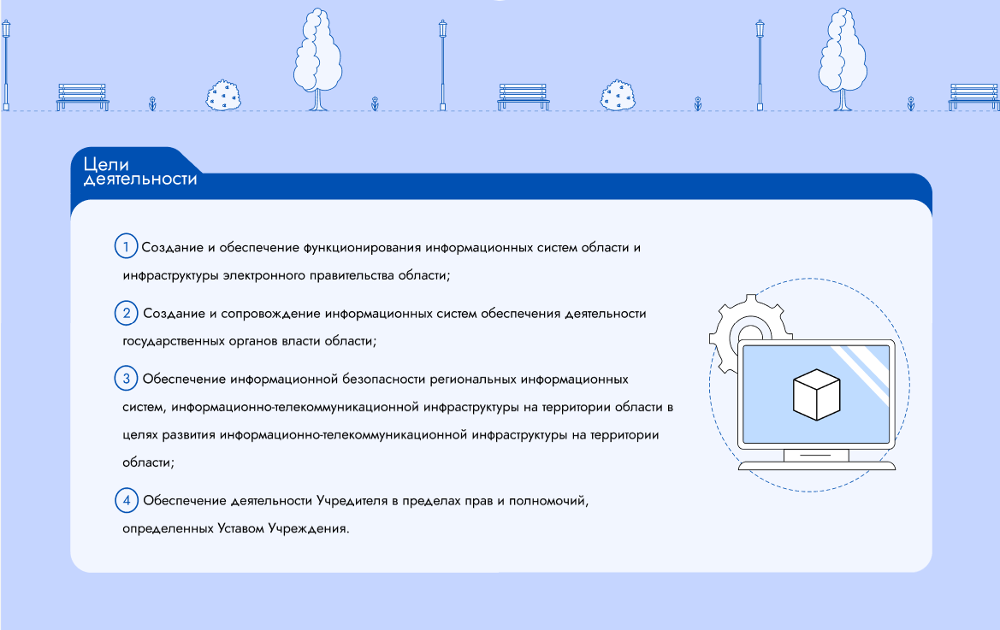 Цели
деятельности
1 Создание и обеспечение функционирования информационных систем области и
инфраструктуры электронного правительства области;
2 Создание и сопровождение информационных систем обеспечения деятельности
государственных органов власти области;
3 Обеспечение информационной безопасности региональных информационных
систем, информационно-телекоммуникационной инфраструктуры на территории области в
целях развития информационно-телекоммуникационной инфраструктуры на территории
области;
4 Обеспечение деятельности Учредителя в пределах прав и полномочий,
определенных Уставом Учреждения.